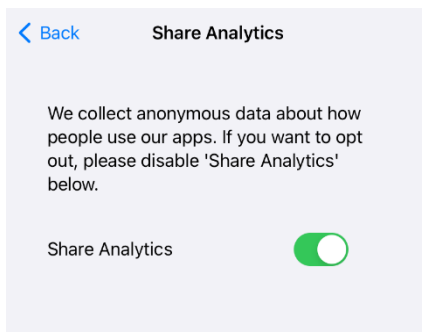 Back Share Analytics
We collect anonymous data about how
people use our apps. If you want to opt
out, please disable 'Share Analytics'
below.
Share Analytics